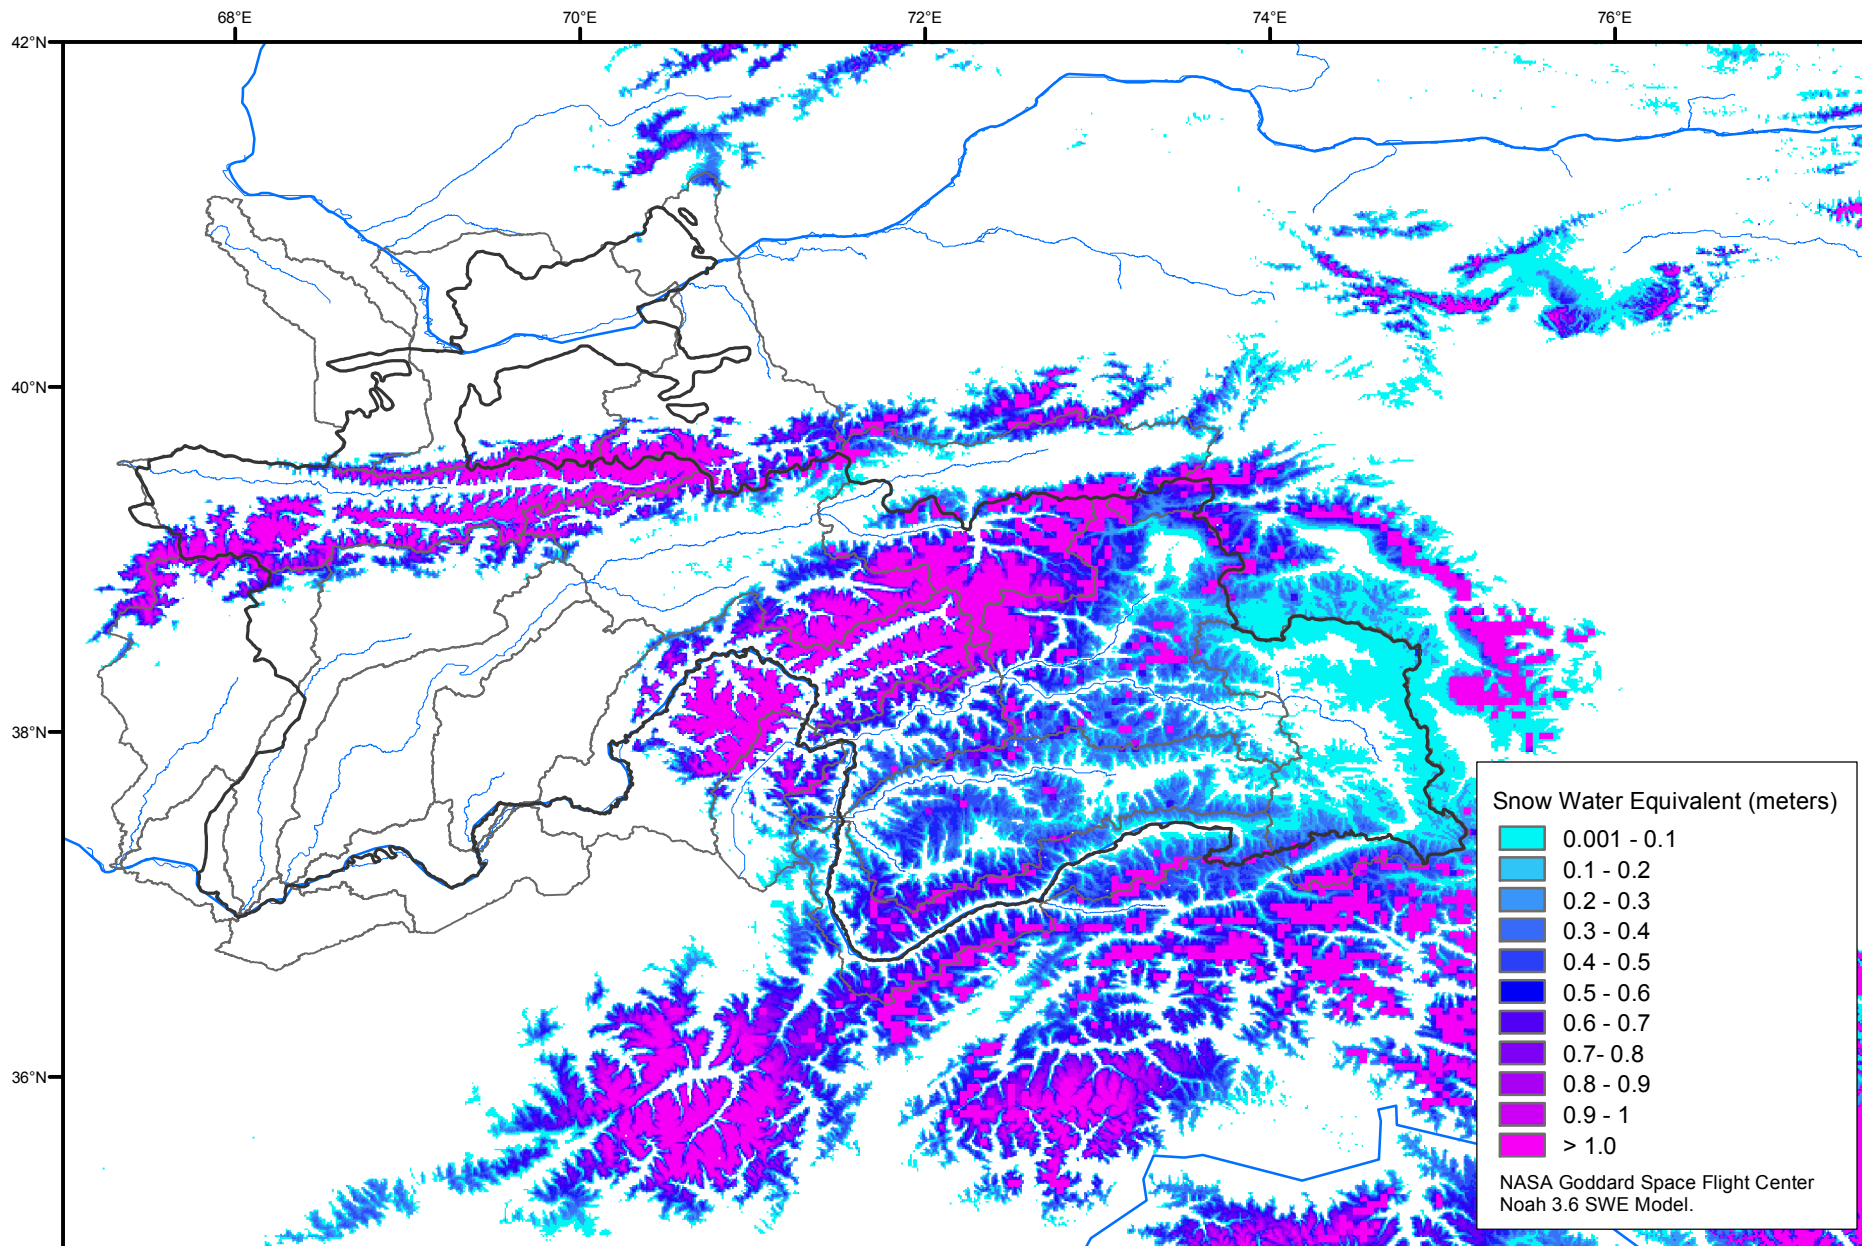 68°E 70°E 72°E 74°E 76°E
42°N
40°N
38°N
36°N
Snow Water Equivalent (meters)
0.001 - 0.1
0.1 - 0.2
0.2 - 0.3
0.3 - 0.4
0.4 - 0.5
0.5 - 0.6
0.6 - 0.7
0.7- 0.8
0.8 - 0.9
0.9 - 1
> 1.0
NASA Goddard Space Flight Center
Noah 3.6 SWE Model.